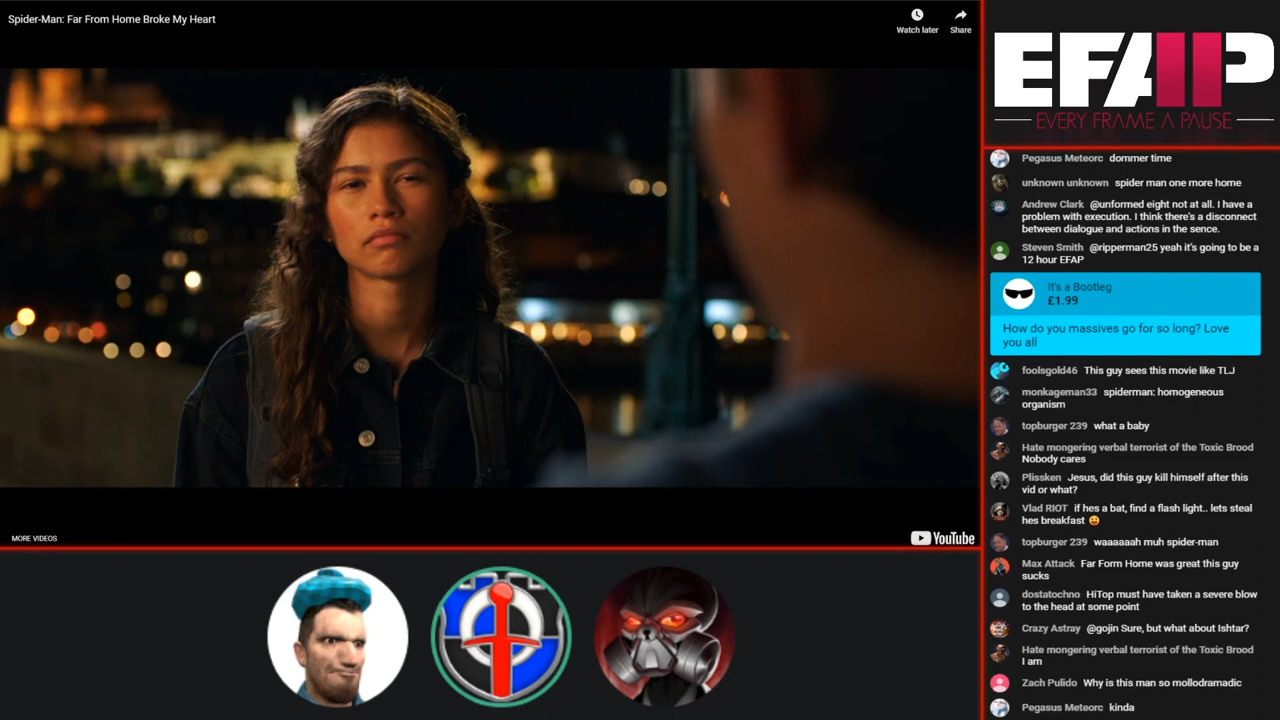 Spider-Man: Far From Home Broke My Heart
Watch later
Share
MORE VIDEOS
YouTube
EFAP
EVERY FRAME A PAUSE
Pegasus Meteorc dommer time
unknown unknown spider man one more home
Andrew Clark @unformed eight not at all. I have a
problem with execution. I think there's a disconnect
between dialogue and actions in the sence.
Steven Smith @ripperman25 yeah it's going to be a
12 hour EFAP
It's a Bootleg
£1.99
How do you massives go for so long? Love
you all
foolsgold46 This guy sees this movie like TLJ
monkageman33 spiderman: homogeneous
organism
topburger 239 what a baby
Hate mongering verbal terrorist of the Toxic Brood
Nobody cares
Plissken Jesus, did this guy kill himself after this
vid or what?
Vlad RIOT if hes a bat, find a flash light.. lets steal
hes breakfast 😛
topburger 239 waaaaaah muh spider-man
Max Attack Far Form Home was great this guy
sucks
dostatochno HiTop must have taken a severe blow
to the head at some point
Crazy Astray @gojin Sure, but what about Ishtar?
Hate mongering verbal terrorist of the Toxic Brood
I am
Zach Pulido Why is this man so mollodramadic
Pegasus Meteorc kinda